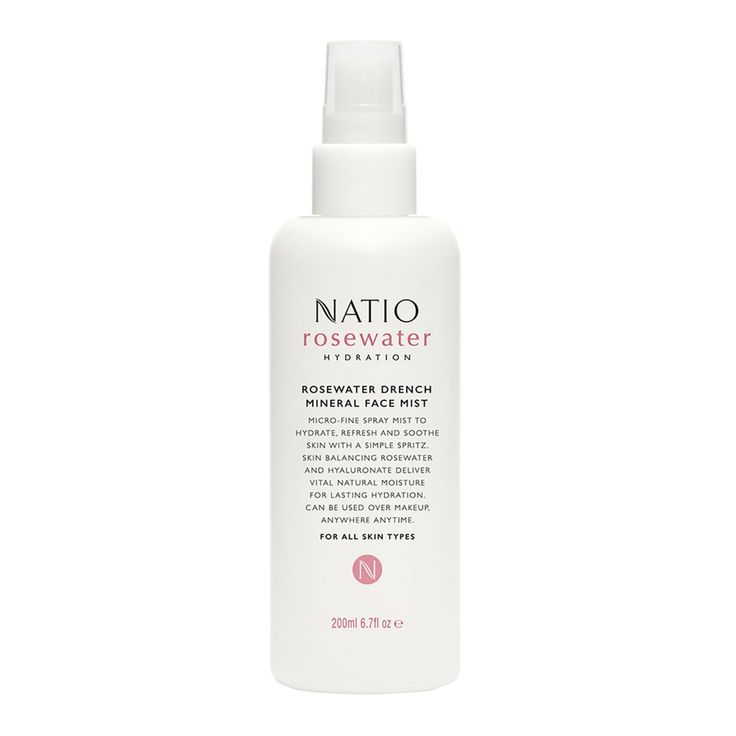 NATIO
rosewater
HYDRATION
ROSEWATER DRENCH
MINERAL FACE MIST
MICRO-FINE SPRAY MIST TO
HYDRATE, REFRESH AND SOOTHE
SKIN WITH A SIMPLE SPRITZ.
SKIN BALANCING ROSEWATER
AND HYALURONATE DELIVER
VITAL NATURAL MOISTURE
FOR LASTING HYDRATION.
CAN BE USED OVER MAKEUP,
ANYWHERE ANYTIME.
FOR ALL SKIN TYPES
N
200ml 6.7fl oz ℮